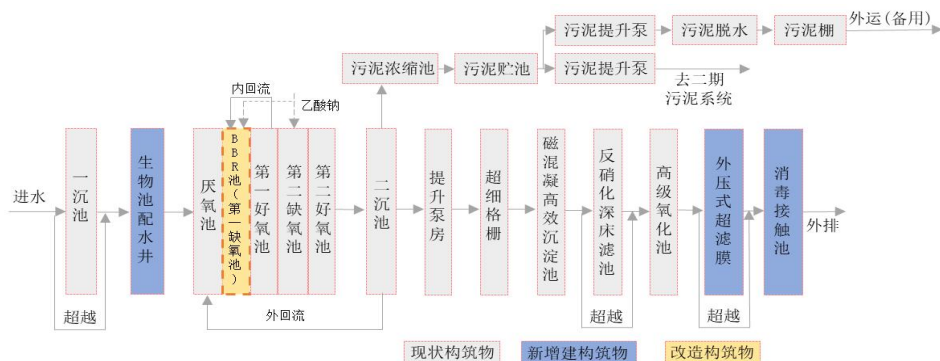 污泥提升泵
污泥脱水
污泥棚
外运(备用)
污泥浓缩池
污泥贮池
污泥提升泵
去二期
污泥系统
内回流
乙酸钠
进水
一沉池
生物池配水井
厌氧池
BBR池(第一缺氧池)
第一好氧池
第二缺氧池
第二好氧池
二沉池
提升泵房
超细格栅
磁混凝高效沉淀池
反硝化深床滤池
高级氧化池
外压式超滤膜
消毒接触池
外排
超越
外回流
超越
超越
现状构筑物
新增建构筑物
改造构筑物